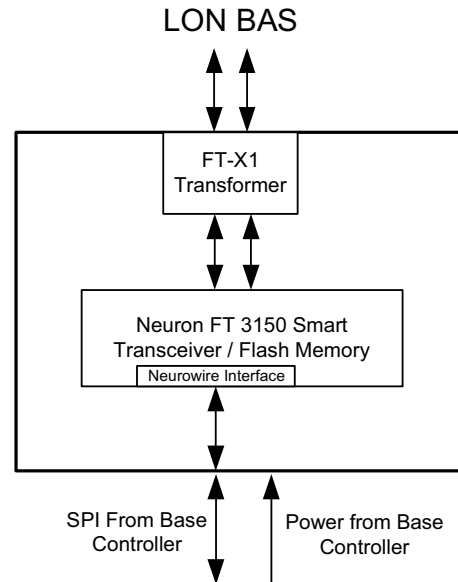 LON BAS
FT-X1
Transformer
Neuron FT 3150 Smart
Transceiver / Flash Memory
Neurowire Interface
SPI From Base
Controller
Power from Base
Controller